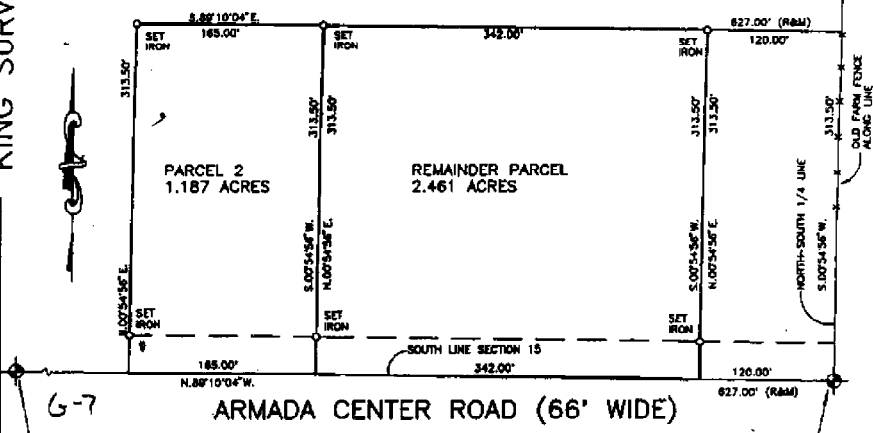 KING SURV
S.89°10'04"E.
165.00'
342.00'
627.00' (R&M)
120.00'
SET
IRON
SET
IRON
SET
IRON
313.50'
313.50'
313.50'
313.50'
313.50'
313.50'
OLD FARM FENCE
ALONG LINE
PARCEL 2
1.187 ACRES
REMAINDER PARCEL
2.461 ACRES
NORTH-SOUTH 1/4 LINE
N.00°54'56"E.
S.00°54'56"W.
N.00°54'56"E.
S.00°54'56"W.
N.00°54'56"E.
S.00°54'56"W.
SET
IRON
SET
IRON
SET
IRON
SOUTH LINE SECTION 15
165.00'
342.00'
120.00'
N.89°10'04"W.
627.00' (R&M)
G-7
ARMADA CENTER ROAD (66' WIDE)